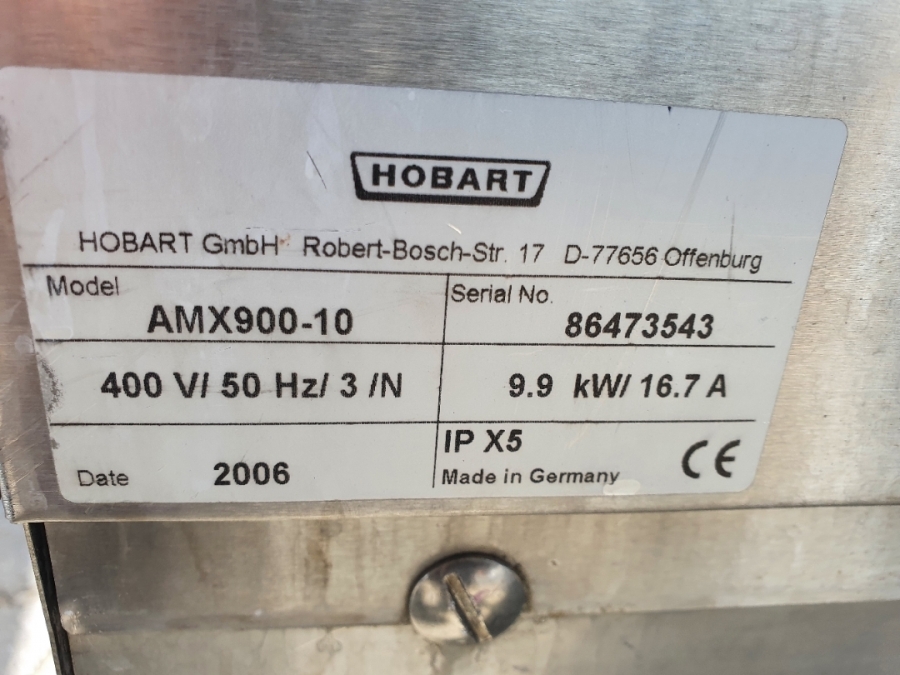 HOBART
HOBART GmbH Robert-Bosch-Str. 17 D-77656 Offenburg
Model
AMX900-10
Serial No.
86473543
400 V/ 50 Hz/ 3 /N
9.9 kW/ 16.7 A
Date 2006
IP X5
Made in Germany
CE